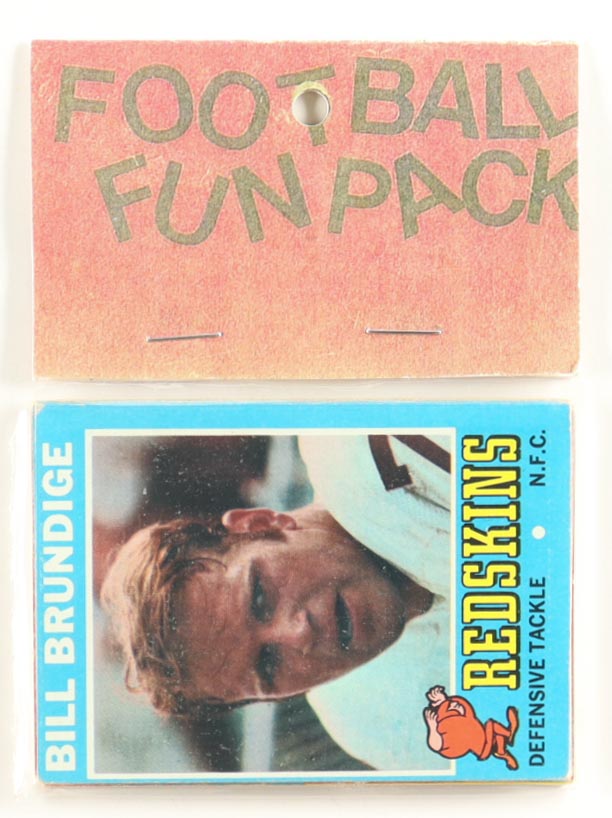 FOOTBALL
FUN PACK
BILL BRUNDIGE
REDSKINS
DEFENSIVE TACKLE • N.F.C.